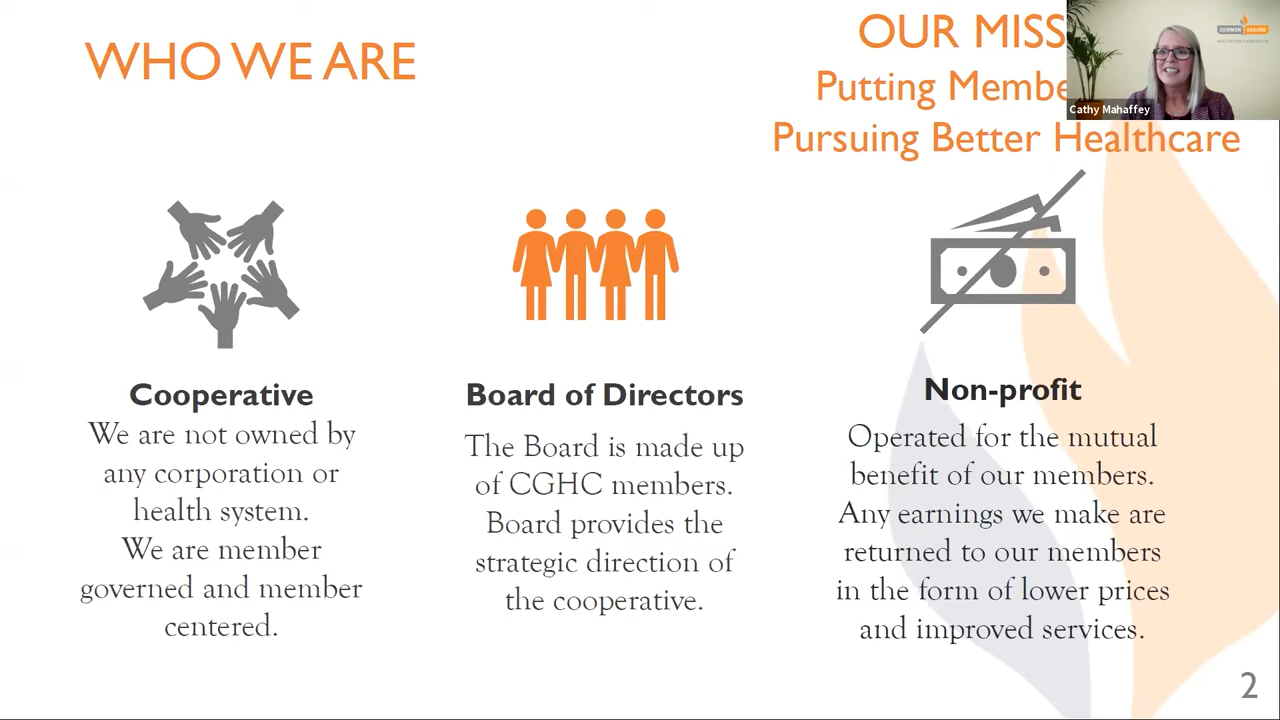 WHO WE ARE
OUR MISS
Putting Membe
Pursuing Better Healthcare
COMMON GROUND
HEALTHCARE COOPERATIVE
Cathy Mahaffey
Cooperative
We are not owned by
any corporation or
health system.
We are member
governed and member
centered.
Board of Directors
The Board is made up
of CGHC members.
Board provides the
strategic direction of
the cooperative.
Non-profit
Operated for the mutual
benefit of our members.
Any earnings we make are
returned to our members
in the form of lower prices
and improved services.
2